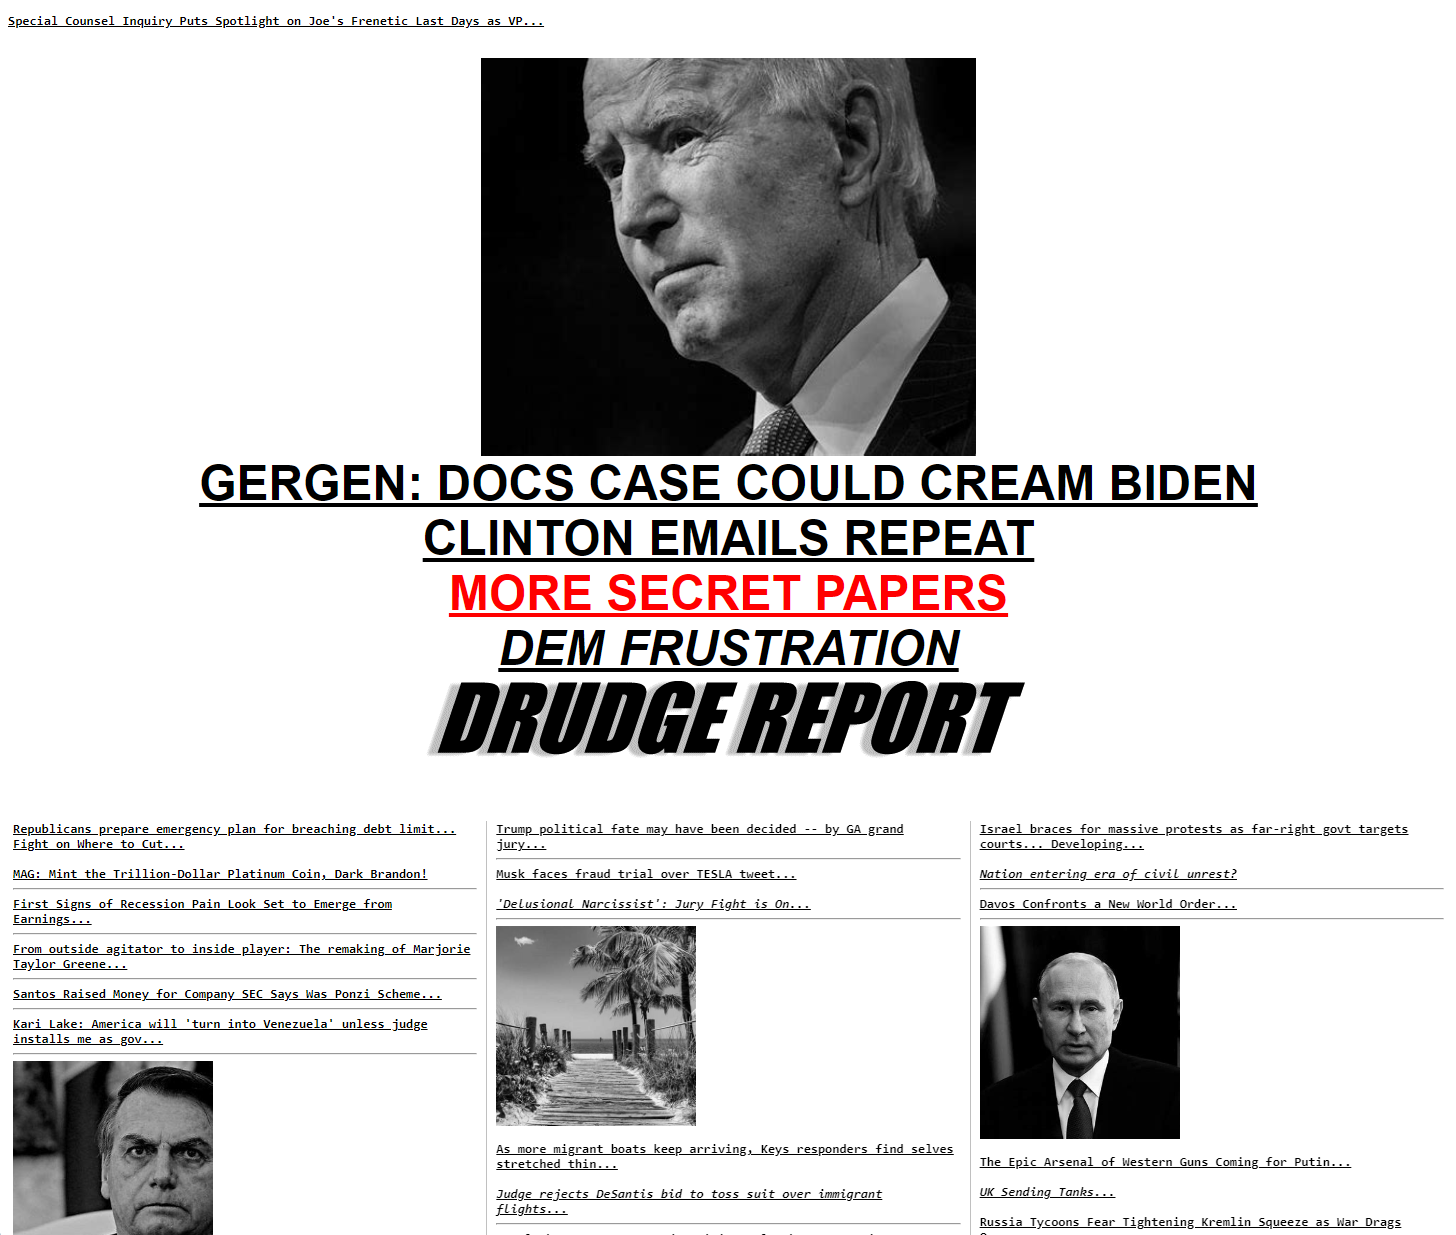 Special Counsel Inquiry Puts Spotlight on Joe's Frenetic Last Days as VP...
GERGEN: DOCS CASE COULD CREAM BIDEN
CLINTON EMAILS REPEAT
MORE SECRET PAPERS
DEM FRUSTRATION
DRUDGE REPORT
Republicans prepare emergency plan for breaching debt limit...
Fight on Where to Cut...
MAG: Mint the Trillion-Dollar Platinum Coin, Dark Brandon!
First Signs of Recession Pain Look Set to Emerge from
Earnings...
From outside agitator to inside player: The remaking of Marjorie
Taylor Greene...
Santos Raised Money for Company SEC Says Was Ponzi Scheme...
Kari Lake: America will 'turn into Venezuela' unless judge
installs me as gov...
Trump political fate may have been decided -- by GA grand
jury...
Musk faces fraud trial over TESLA tweet...
'Delusional Narcissist': Jury Fight is On...
As more migrant boats keep arriving, Keys responders find selves
stretched thin...
Judge rejects DeSantis bid to toss suit over immigrant
flights...
Israel braces for massive protests as far-right govt targets
courts... Developing...
Nation entering era of civil unrest?
Davos Confronts a New World Order...
The Epic Arsenal of Western Guns Coming for Putin...
UK Sending Tanks...
Russia Tycoons Fear Tightening Kremlin Squeeze as War Drags